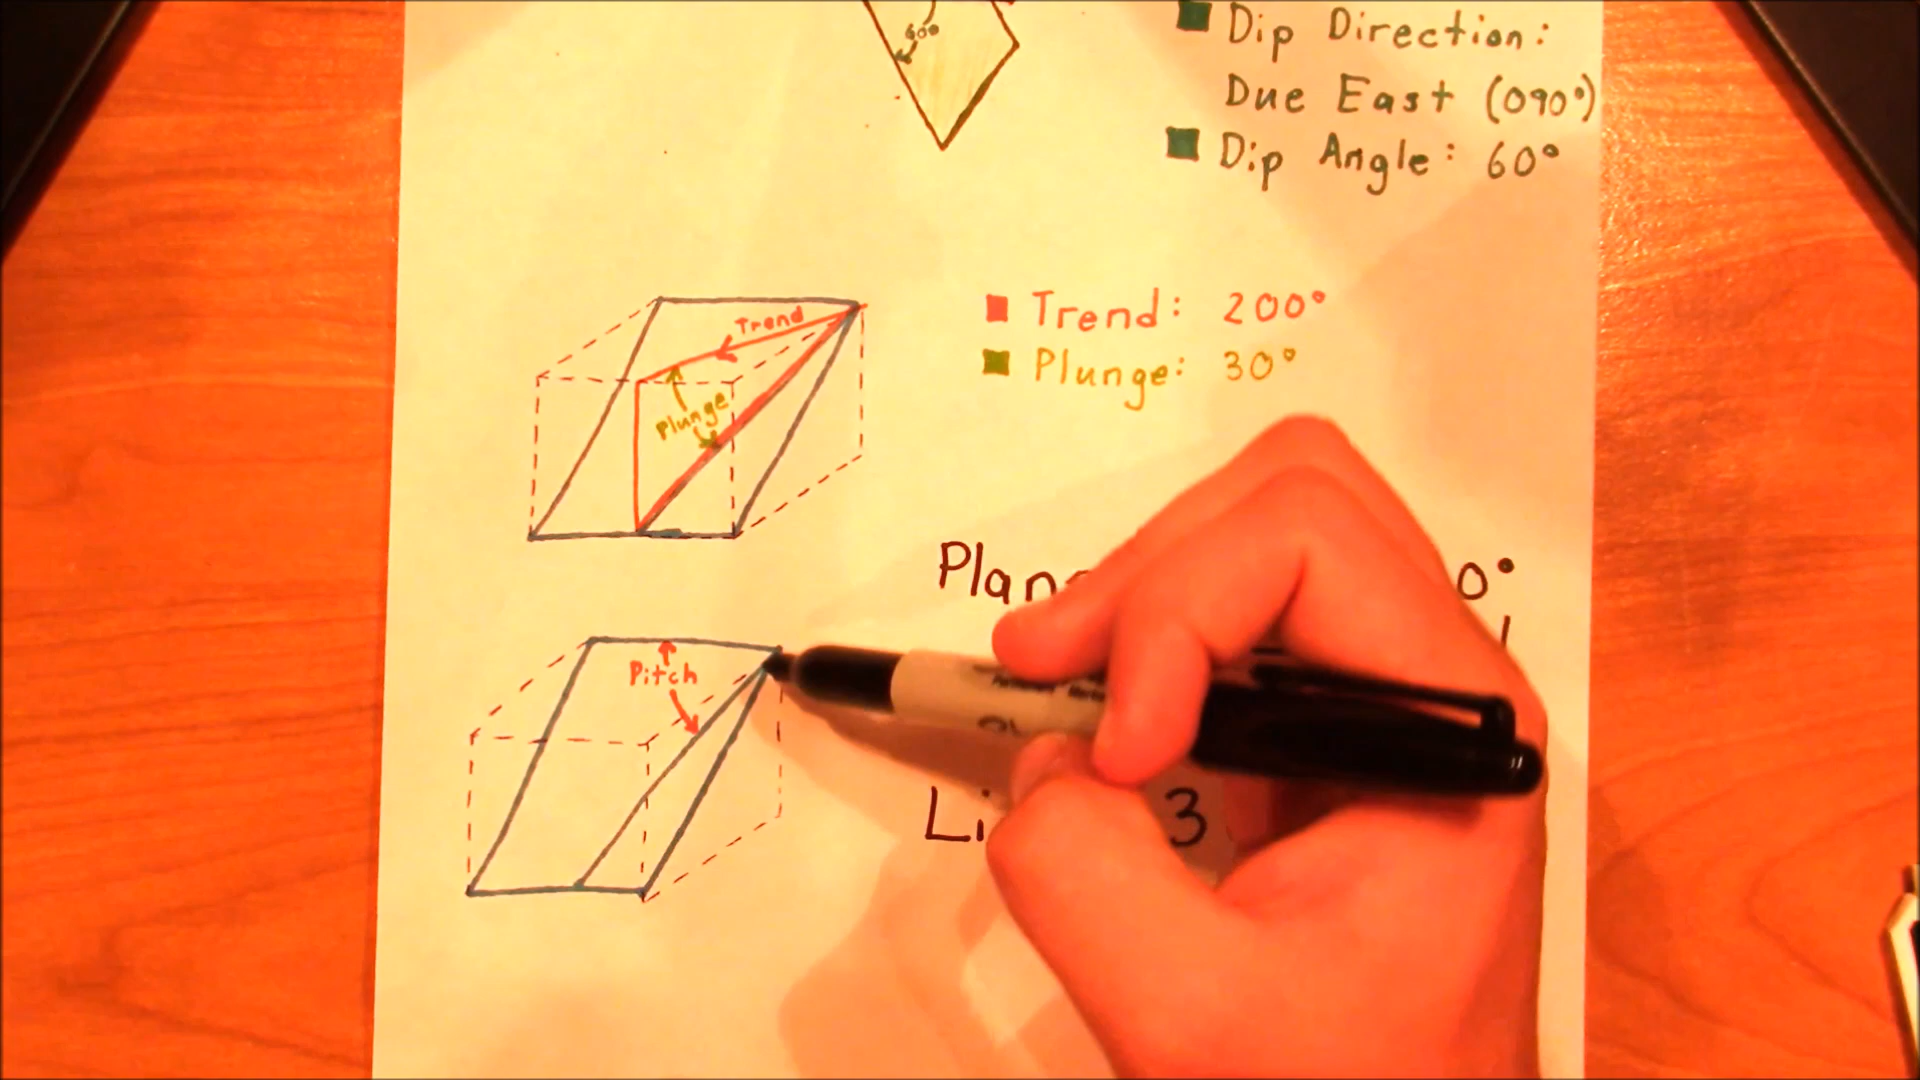 60°
Dip Direction:
Due East (090°)
Dip Angle: 60°
Trend
Plunge
Trend: 200°
Plunge: 30°
Pitch